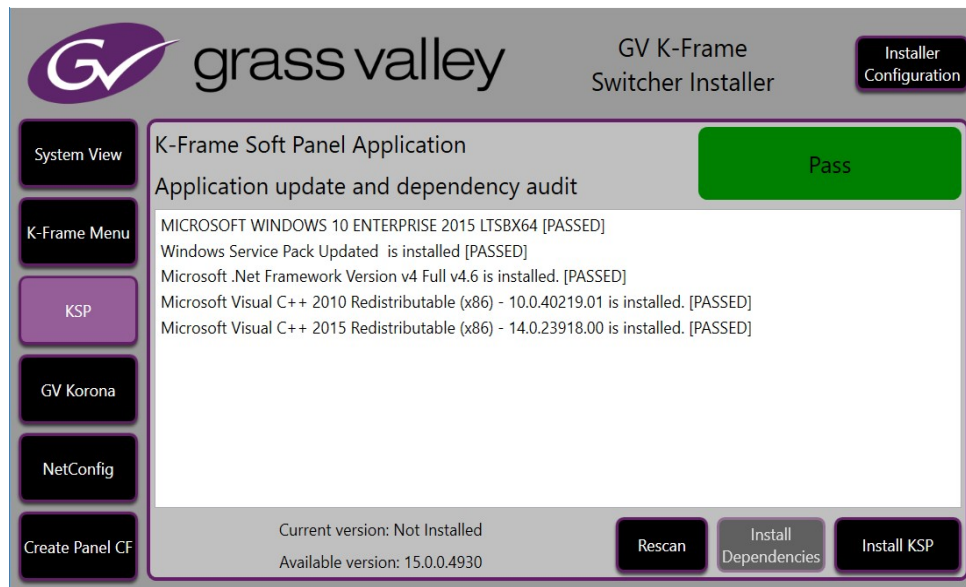 GV grass valley
GV K-Frame
Switcher Installer
Installer
Configuration
System View
K-Frame Menu
KSP
GV Korona
NetConfig
Create Panel CF
K-Frame Soft Panel Application
Application update and dependency audit
Pass
MICROSOFT WINDOWS 10 ENTERPRISE 2015 LTSBX64 [PASSED]
Windows Service Pack Updated  is installed [PASSED]
Microsoft .Net Framework Version v4 Full v4.6 is installed. [PASSED]
Microsoft Visual C++ 2010 Redistributable (x86) - 10.0.40219.01 is installed. [PASSED]
Microsoft Visual C++ 2015 Redistributable (x86) - 14.0.23918.00 is installed. [PASSED]
Current version: Not Installed
Available version: 15.0.0.4930
Rescan
Install
Dependencies
Install KSP